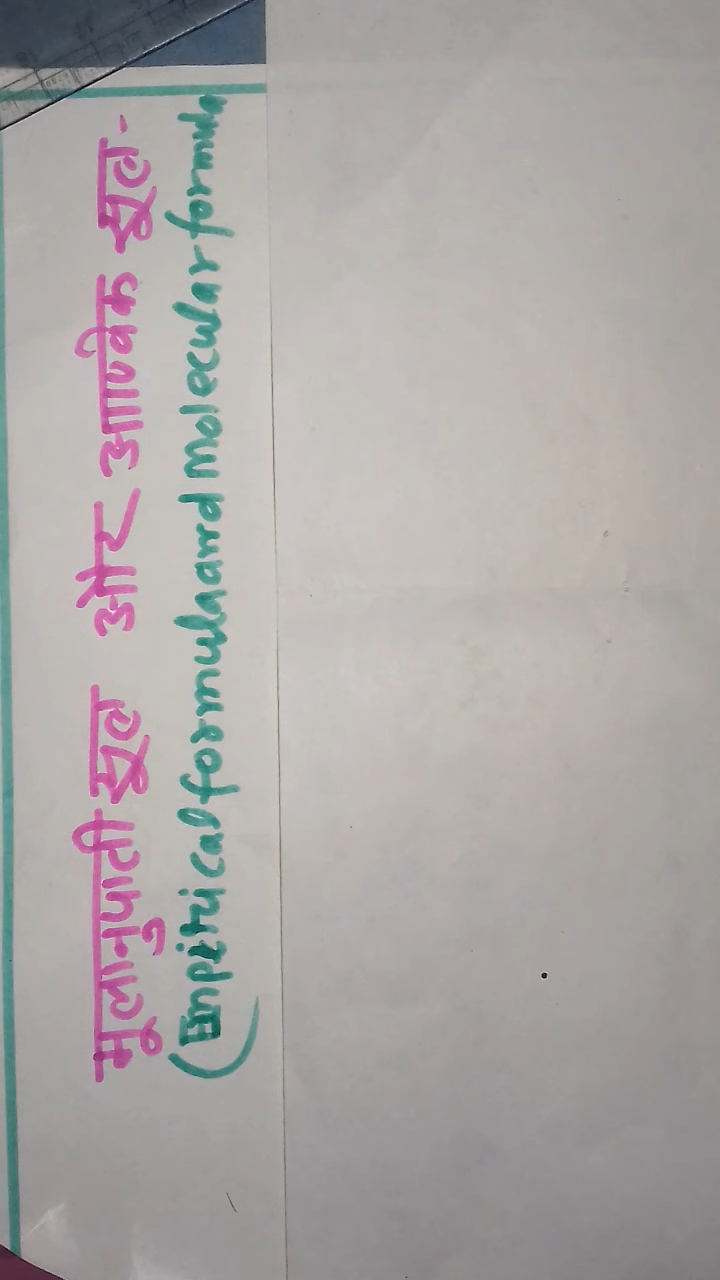 मूलानुपाती सूत्र और आण्विक सूत्र-
(Empirical formula and molecular formula